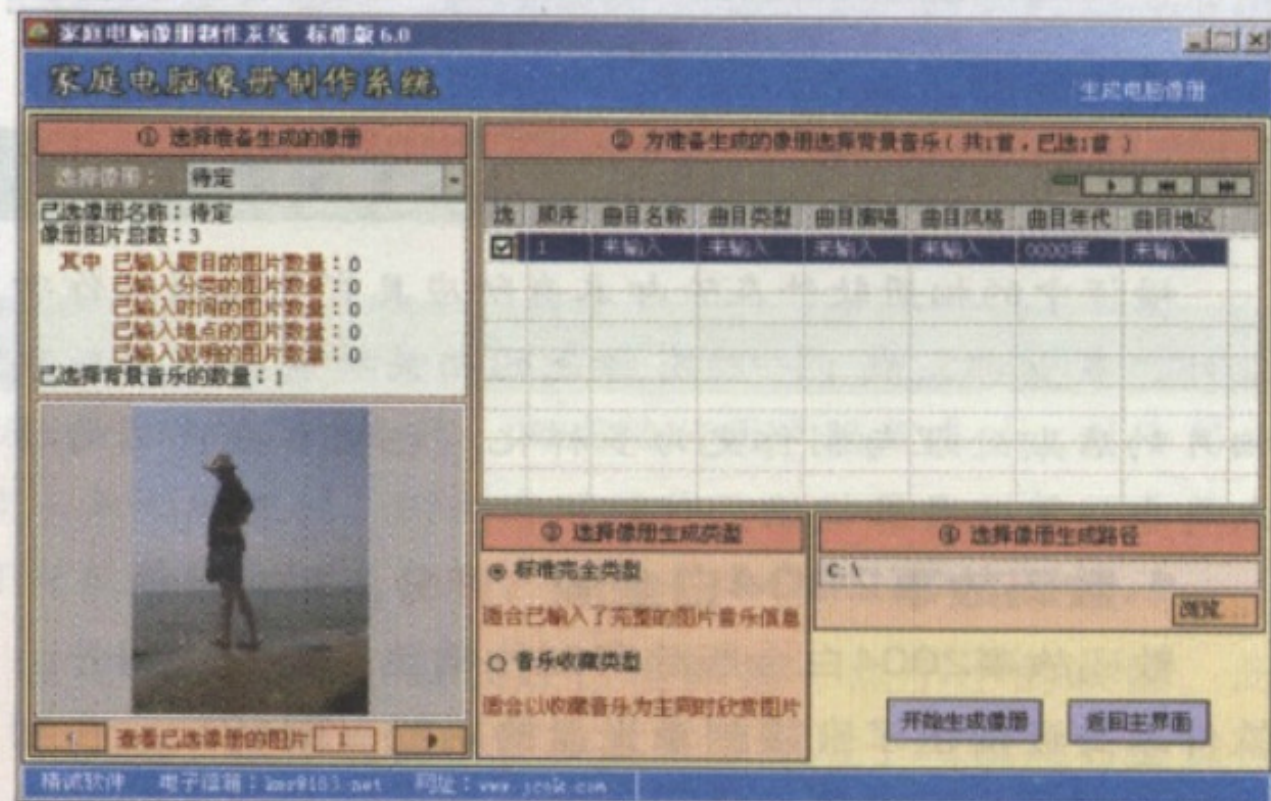 家庭电脑像册制作系统 标准版 6.0
家庭电脑像册制作系统
生成电脑像册
① 选择准备生成的像册
选择像册： 待定
已选像册名称：待定
像册图片总数：3
其中 已输入题目的图片数量：0
已输入分类的图片数量：0
已输入时间的图片数量：0
已输入地点的图片数量：0
已输入说明的图片数量：0
已选择背景音乐的数量：1
查看已选像册的图片 1
② 为准备生成的像册选择背景音乐（共1首，已选1首）
选 顺序 曲目名称 曲目类型 曲目演唱 曲目风格 曲目年代 曲目地区
1 未输入 未输入 未输入 未输入 0000年 未输入
③ 选择像册生成类型
标准完全类型
适合已输入了完整的图片音乐信息
音乐收藏类型
适合以收藏音乐为主同时欣赏图片
④ 选择像册生成路径
C:\
浏览...
开始生成像册 返回主界面
精诚软件 电子信箱： 网址：